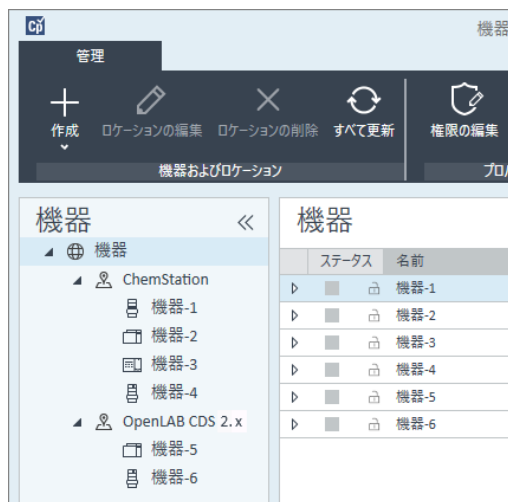 Cp
機器
管理
作成 ロケーションの編集 ロケーションの削除 すべて更新 権限の編集
機器およびロケーション
機器
機器
ChemStation
機器-1
機器-2
機器-3
機器-4
OpenLAB CDS 2.x
機器-5
機器-6
機器
ステータス 名前
機器-1
機器-2
機器-3
機器-4
機器-5
機器-6